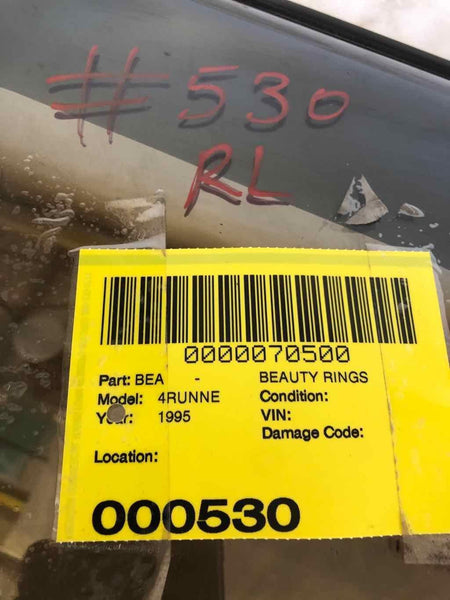 #530
RL
0000070500
Part: BEA - BEAUTY RINGS
Model: 4RUNNE Condition:
Year: 1995 VIN:
Damage Code:
Location:
000530